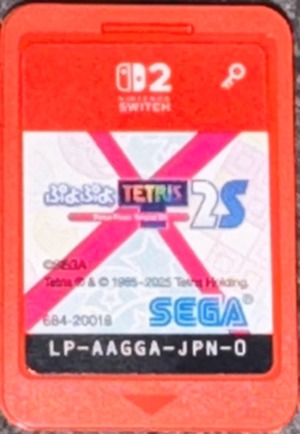 2
NINTENDO
SWITCH
ぷよぷよ TETRIS 2S
©SEGA
Tetris ® & © 1985~2025 Tetris Holding.
684-20018
SEGA®
LP-AAGGA-JPN-0